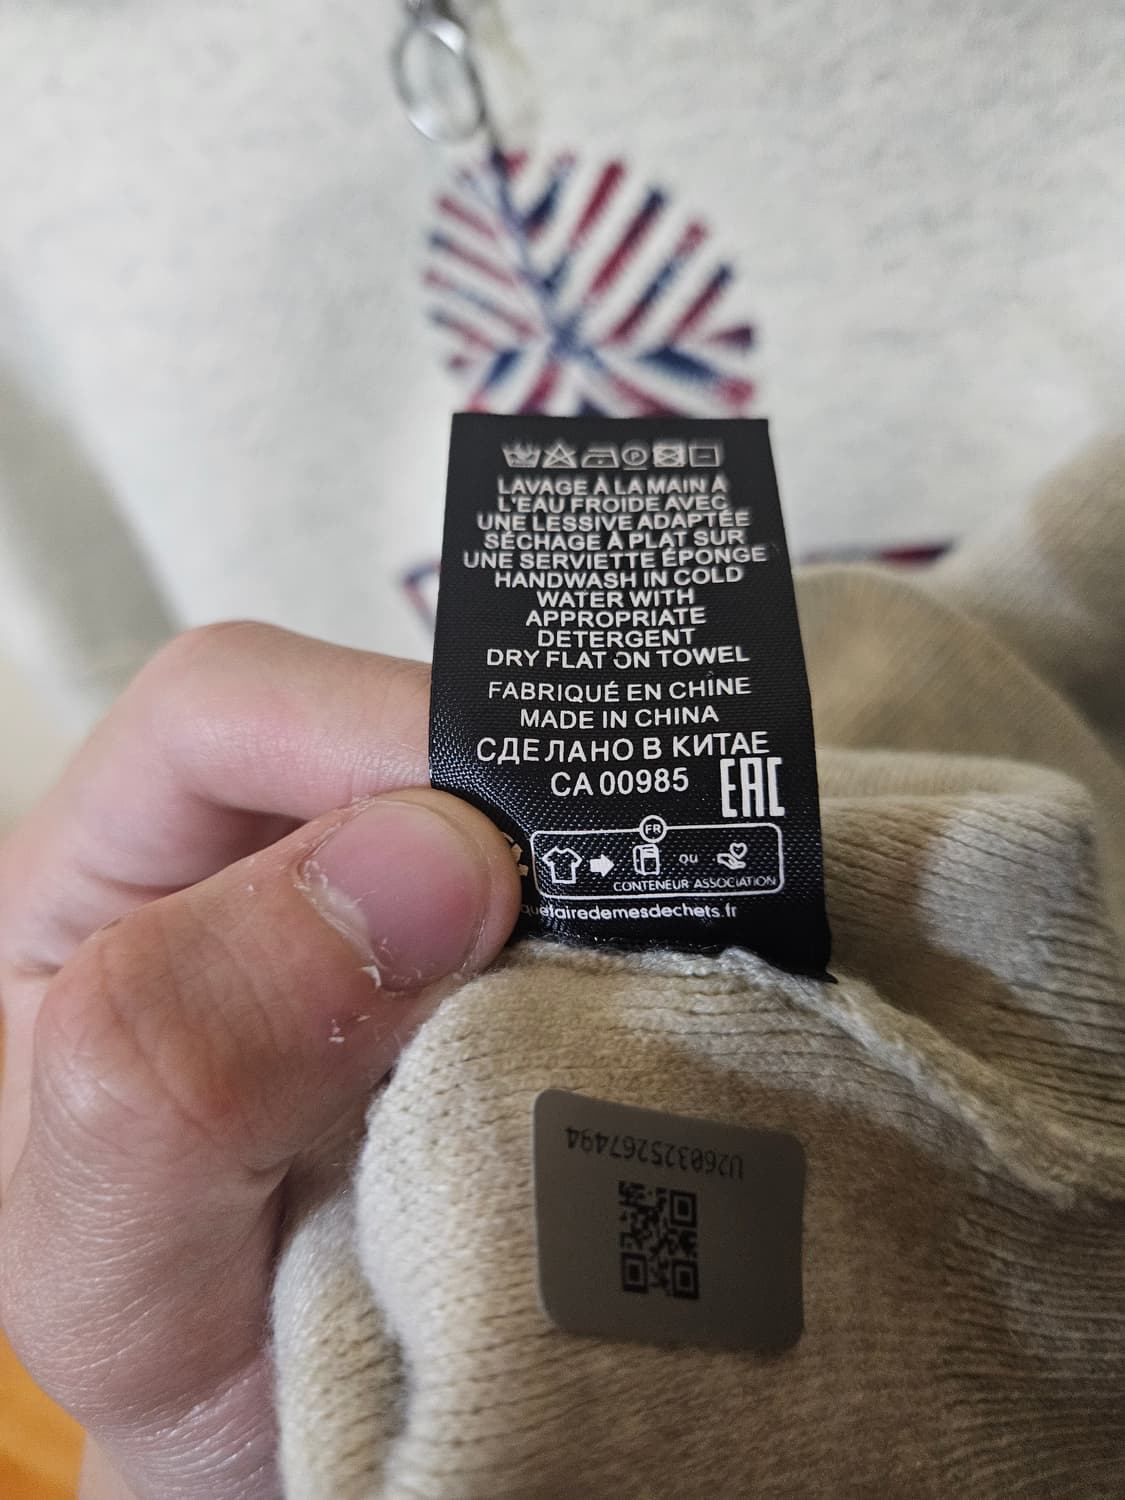 LAVAGE À LA MAIN À
L'EAU FROIDE AVEC
UNE LESSIVE ADAPTÉE
SÉCHAGE À PLAT SUR
UNE SERVIETTE ÉPONGE
HANDWASH IN COLD
WATER WITH
APPROPRIATE
DETERGENT
DRY FLAT ON TOWEL
FABRIQUÉ EN CHINE
MADE IN CHINA
СДЕЛАНО В КИТАЕ
CA 00985
EAC
FR
OU
CONTENEUR ASSOCIATION
quefairedemesdechets.fr
U260325267494